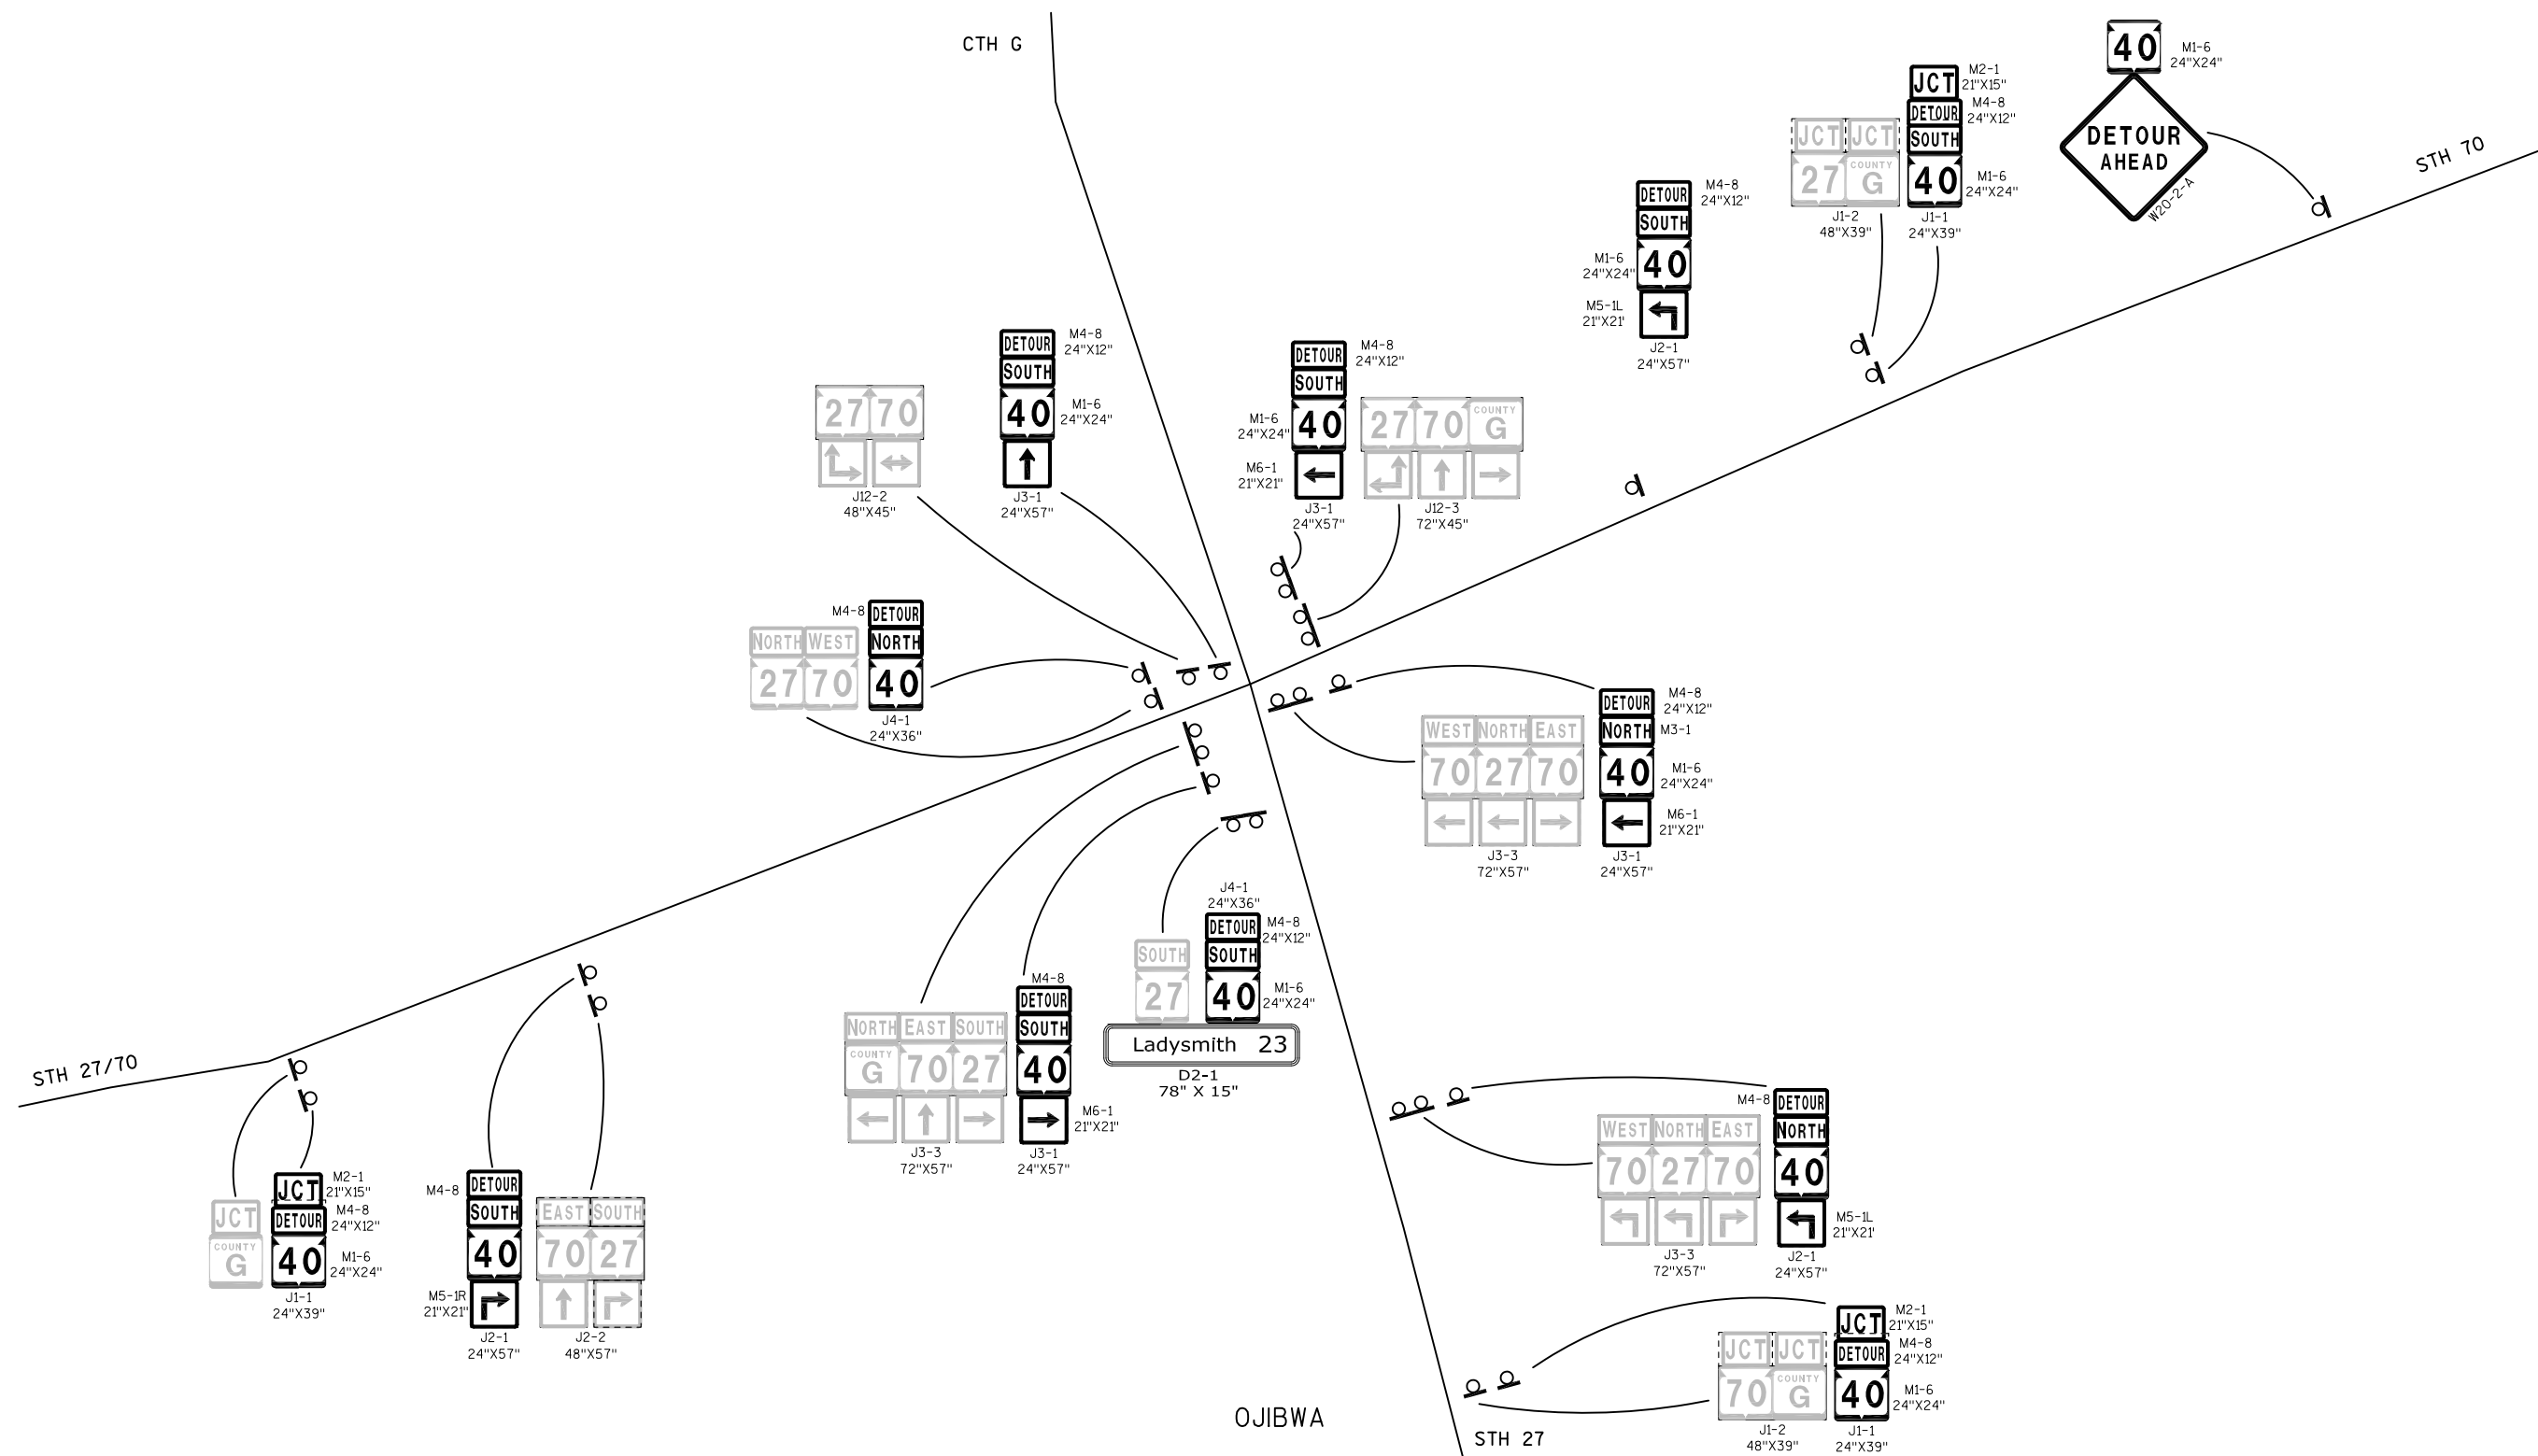 CTH G
40
M1-6
24"X24"
DETOUR
AHEAD
W20-2-A
STH 70
JCT JCT
27 COUNTY G
J1-2
48"X39"
JCT
M2-1
21"X15"
DETOUR
M4-8
24"X12"
SOUTH
40
M1-6
24"X24"
J1-1
24"X39"
DETOUR
M4-8
24"X12"
SOUTH
M1-6
24"X24"
40
M5-1L
21"X21'
J2-1
24"X57"
27 70
J12-2
48"X45"
DETOUR
M4-8
24"X12"
SOUTH
40
M1-6
24"X24"
J3-1
24"X57"
DETOUR
M4-8
24"X12"
SOUTH
M1-6
24"X24"
40
M6-1
21"X21"
J3-1
24"X57"
27 70 COUNTY G
J12-3
72"X45"
NORTH WEST
27 70
M4-8
DETOUR
NORTH
40
J4-1
24"X36"
WEST NORTH EAST
70 27 70
J3-3
72"X57"
DETOUR
M4-8
24"X12"
NORTH
M3-1
40
M1-6
24"X24"
M6-1
21"X21"
J3-1
24"X57"
NORTH EAST SOUTH
COUNTY G 70 27
J3-3
72"X57"
M4-8
DETOUR
SOUTH
40
M6-1
21"X21"
J3-1
24"X57"
SOUTH
27
J4-1
24"X36"
DETOUR
M4-8
24"X12"
SOUTH
40
M1-6
24"X24"
Ladysmith 23
D2-1
78" X 15"
STH 27/70
JCT
COUNTY
G
JCT
M2-1
21"X15"
DETOUR
M4-8
24"X12"
40
M1-6
24"X24"
J1-1
24"X39"
M4-8
DETOUR
SOUTH
40
M5-1R
21"X21"
J2-1
24"X57"
EAST SOUTH
70 27
J2-2
48"X57"
WEST NORTH EAST
70 27 70
J3-3
72"X57"
M4-8
DETOUR
NORTH
40
M5-1L
21"X21'
J2-1
24"X57"
JCT JCT
70 COUNTY G
J1-2
48"X39"
JCT
M2-1
21"X15"
DETOUR
M4-8
24"X12"
40
M1-6
24"X24"
J1-1
24"X39"
OJIBWA
STH 27